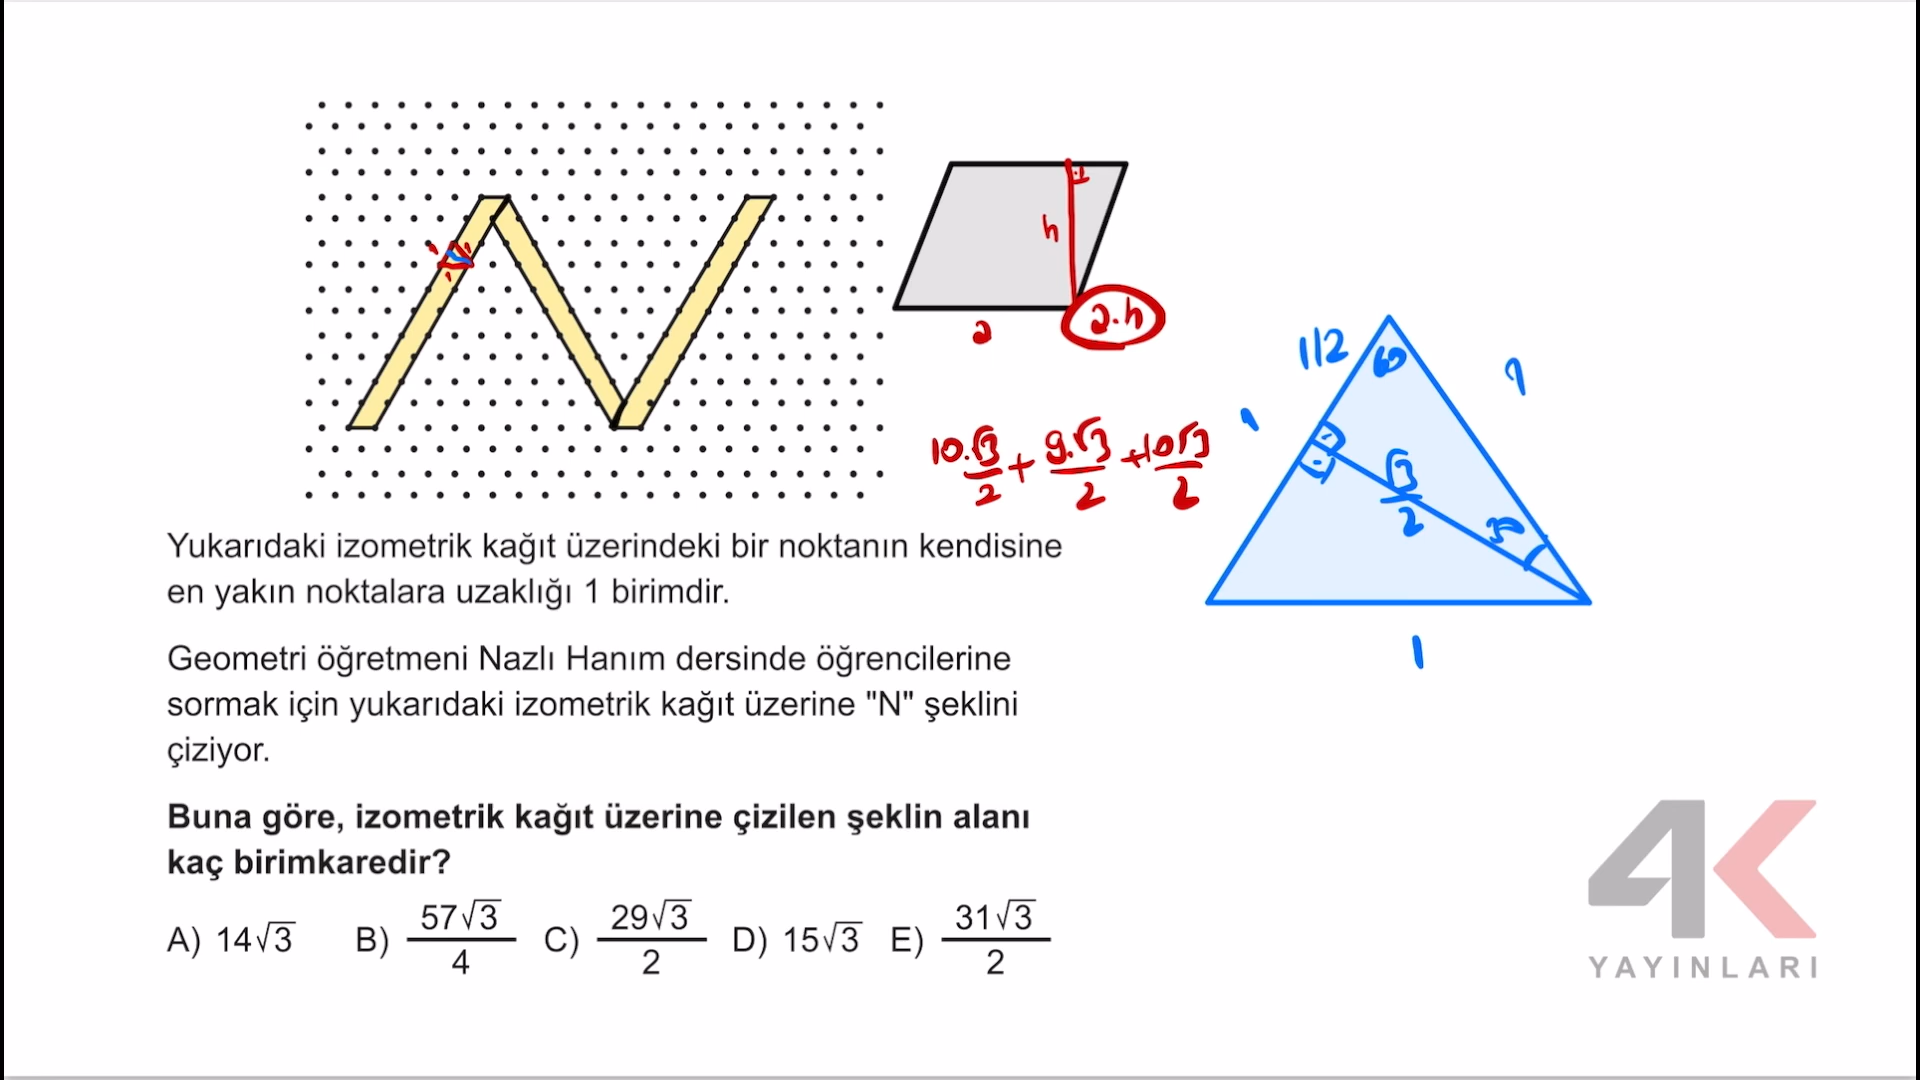 h
a
a.h
10.√3/2 + 9.√3/2 + 10√3/2
1/2
60
1
√3/2
30
1
Yukarıdaki izometrik kağıt üzerindeki bir noktanın kendisine
en yakın noktalara uzaklığı 1 birimdir.
Geometri öğretmeni Nazlı Hanım dersinde öğrencilerine
sormak için yukarıdaki izometrik kağıt üzerine "N" şeklini
çiziyor.
Buna göre, izometrik kağıt üzerine çizilen şeklin alanı
kaç birimkaredir?
A) 14√3 B) 57√3/4 C) 29√3/2 D) 15√3 E) 31√3/2
4K
YAYINLARI